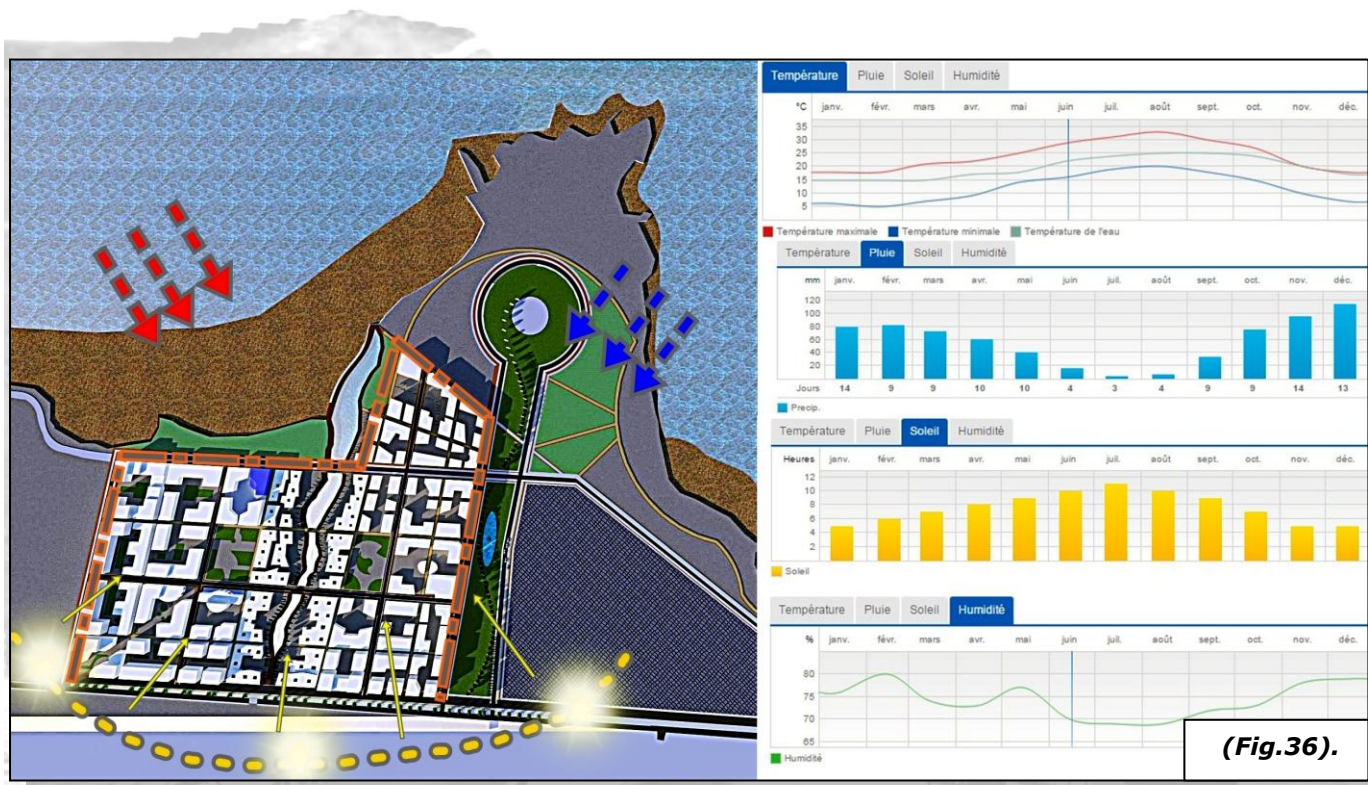 Température Pluie Soleil Humidité
°C janv. févr. mars avr. mai juin juil. août sept. oct. nov. déc.
35
30
25
20
15
10
5
Température maximale Température minimale Température de l'eau
Température Pluie Soleil Humidité
mm janv. févr. mars avr. mai juin juil. août sept. oct. nov. déc.
120
100
80
60
40
20
Jours 14 9 9 10 10 4 3 4 9 9 14 13
Precip.
Température Pluie Soleil Humidité
Heures janv. févr. mars avr. mai juin juil. août sept. oct. nov. déc.
12
10
8
6
4
2
Soleil
Température Pluie Soleil Humidité
% janv. févr. mars avr. mai juin juil. août sept. oct. nov. déc.
80
75
70
65
Humidité
(Fig.36).